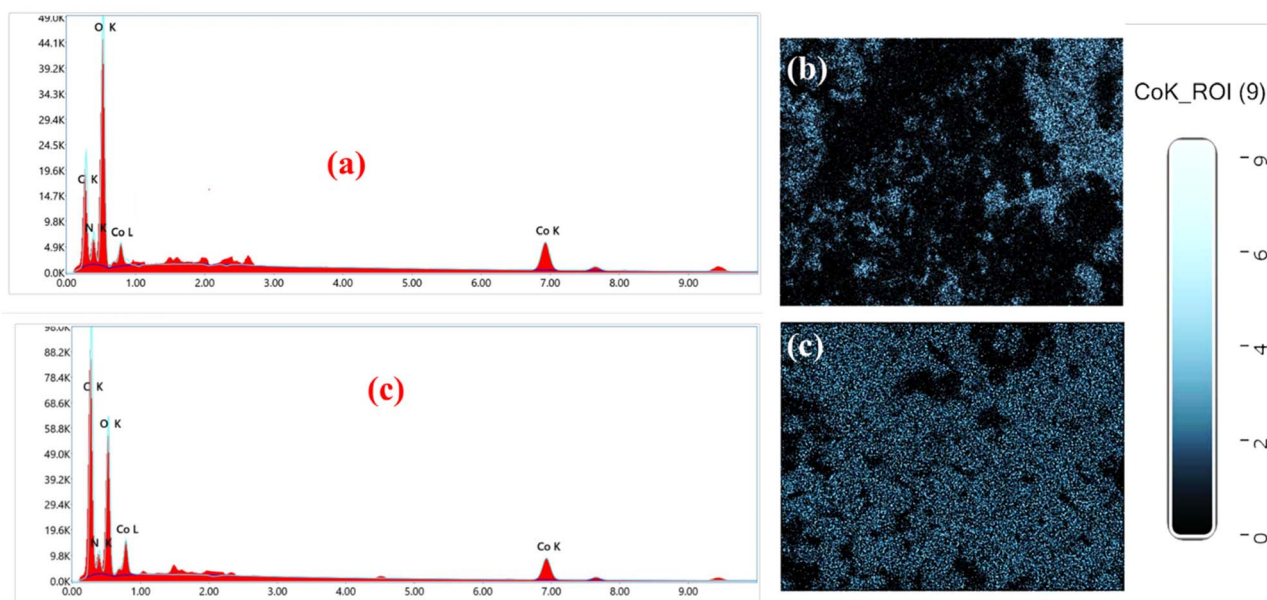 49.0K
O K
44.1K
39.2K
34.3K
29.4K
24.5K
(a)
19.6K
C K
14.7K
9.8K
N K
Co L
Co K
4.9K
0.0K
0.00 1.00 2.00 3.00 4.00 5.00 6.00 7.00 8.00 9.00
(b)
CoK_ROI (9)
9
6
4
2
0
98.0K
88.2K
78.4K
C K
(c)
68.6K
O K
58.8K
49.0K
39.2K
29.4K
19.6K
Co L
N K
Co K
9.8K
0.0K
0.00 1.00 2.00 3.00 4.00 5.00 6.00 7.00 8.00 9.00
(c)